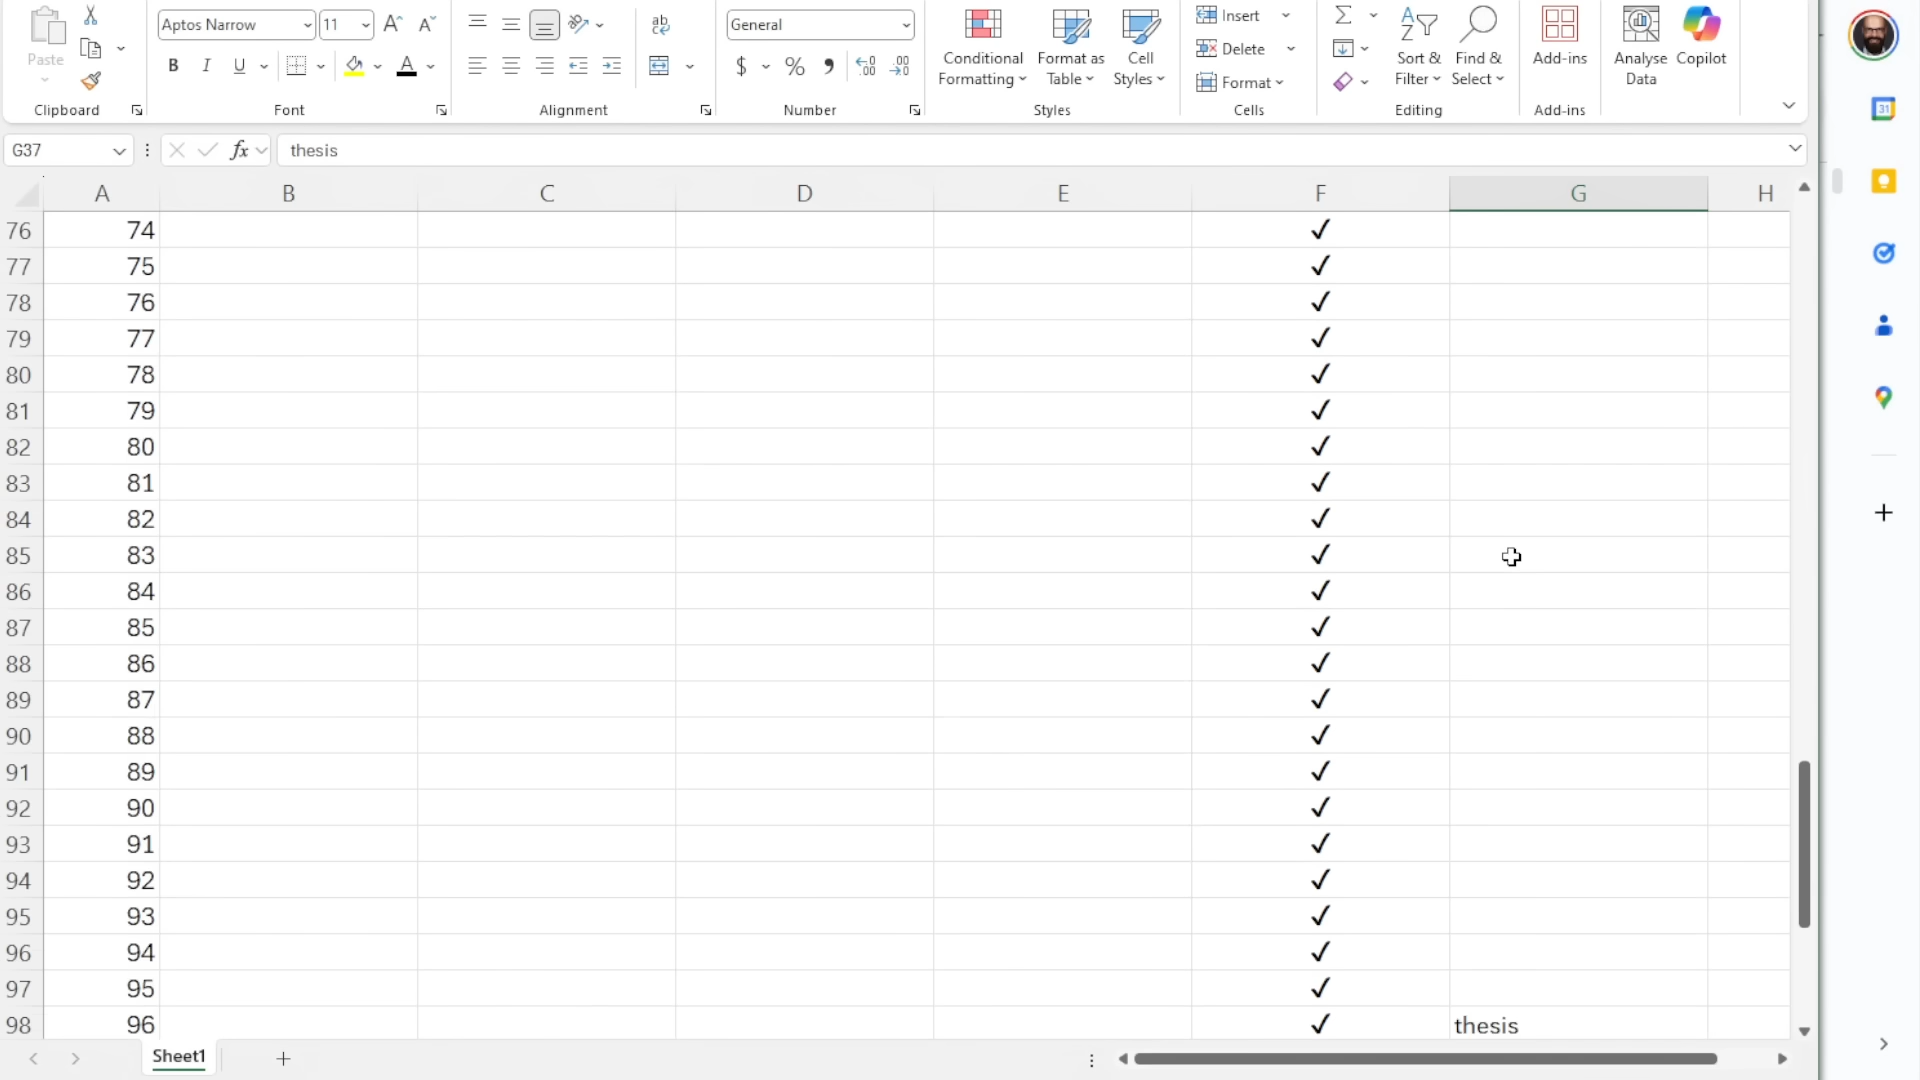 Aptos Narrow 11 A^ A˅ ab General Insert
Paste B I U A $ % 9 Conditional Formatting Format as Table Cell Styles Delete Format Σ Sort & Filter Find & Select Add-ins Analyse Data Copilot
Clipboard Font Alignment Number Styles Cells Editing Add-ins
G37 fx thesis
A B C D E F G H
76 74 ✓
77 75 ✓
78 76 ✓
79 77 ✓
80 78 ✓
81 79 ✓
82 80 ✓
83 81 ✓
84 82 ✓
85 83 ✓
86 84 ✓
87 85 ✓
88 86 ✓
89 87 ✓
90 88 ✓
91 89 ✓
92 90 ✓
93 91 ✓
94 92 ✓
95 93 ✓
96 94 ✓
97 95 ✓
98 96 ✓ thesis
Sheet1 +
31